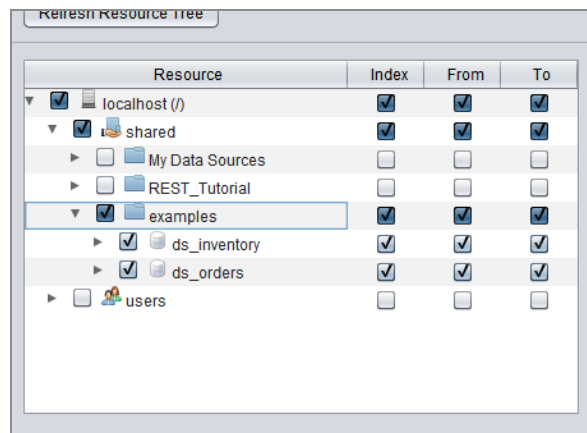 Refresh Resource Tree
Resource Index From To
localhost (/)
shared
My Data Sources
REST_Tutorial
examples
ds_inventory
ds_orders
users